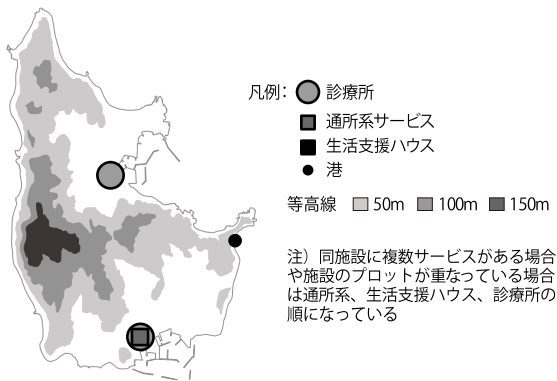 凡例： 診療所
通所系サービス
生活支援ハウス
港
等高線 50m 100m 150m
注）同施設に複数サービスがある場合
や施設のプロットが重なっている場合
は通所系、生活支援ハウス、診療所の
順になっている